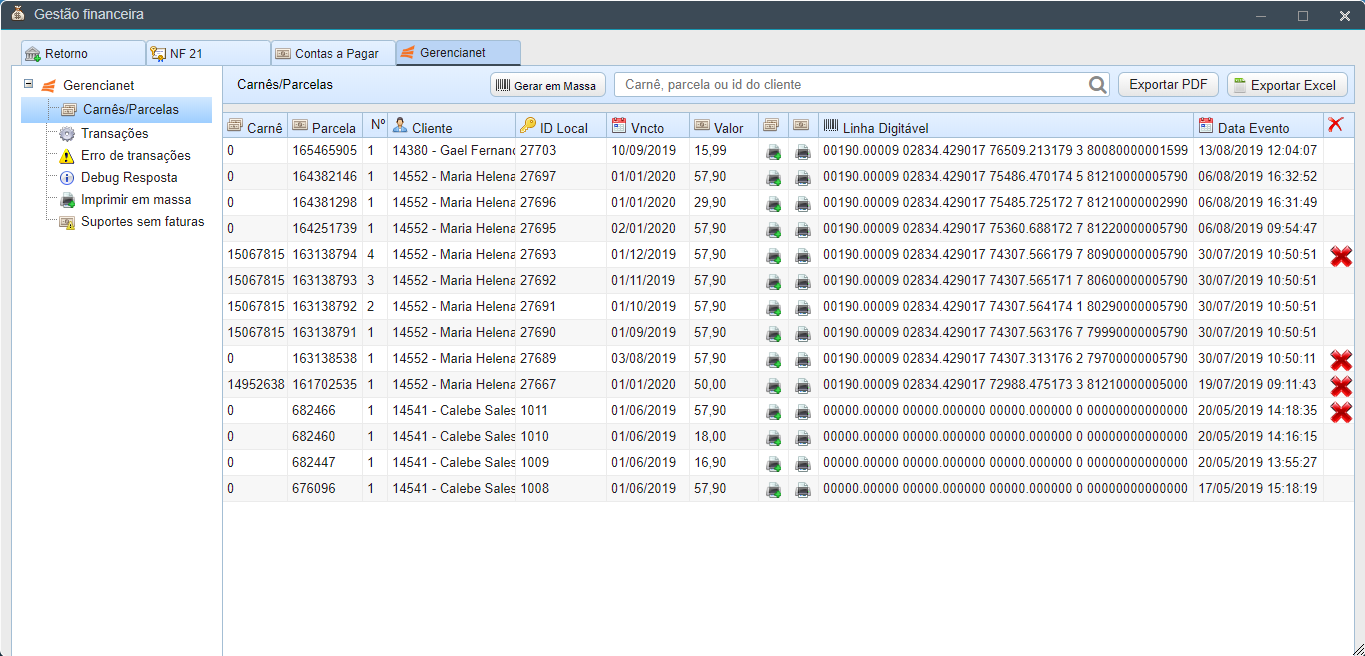 Gestão financeira
Retorno NF 21 Contas a Pagar Gerencianet
Gerencianet
Carnês/Parcelas
Transações
Erro de transações
Debug Resposta
Imprimir em massa
Suportes sem faturas
Carnês/Parcelas Gerar em Massa Carnê, parcela ou id do cliente Exportar PDF Exportar Excel
Carnê Parcela Nº Cliente ID Local Vncto Valor Linha Digitável Data Evento
0 165465905 1 14380 - Gael Fernand 27703 10/09/2019 15,99 00190.00009 02834.429017 76509.213179 3 80080000001599 13/08/2019 12:04:07
0 164382146 1 14552 - Maria Helena 27697 01/01/2020 57,90 00190.00009 02834.429017 75486.470174 5 81210000005790 06/08/2019 16:32:52
0 164381298 1 14552 - Maria Helena 27696 01/01/2020 29,90 00190.00009 02834.429017 75485.725172 7 81210000002990 06/08/2019 16:31:49
0 164251739 1 14552 - Maria Helena 27695 02/01/2020 57,90 00190.00009 02834.429017 75360.688172 7 81220000005790 06/08/2019 09:54:47
15067815 163138794 4 14552 - Maria Helena 27693 01/12/2019 57,90 00190.00009 02834.429017 74307.566179 7 80900000005790 30/07/2019 10:50:51
15067815 163138793 3 14552 - Maria Helena 27692 01/11/2019 57,90 00190.00009 02834.429017 74307.565171 7 80600000005790 30/07/2019 10:50:51
15067815 163138792 2 14552 - Maria Helena 27691 01/10/2019 57,90 00190.00009 02834.429017 74307.564174 1 80290000005790 30/07/2019 10:50:51
15067815 163138791 1 14552 - Maria Helena 27690 01/09/2019 57,90 00190.00009 02834.429017 74307.563176 7 79990000005790 30/07/2019 10:50:51
0 163138538 1 14552 - Maria Helena 27689 03/08/2019 57,90 00190.00009 02834.429017 74307.313176 2 79700000005790 30/07/2019 10:50:11
14952638 161702535 1 14552 - Maria Helena 27667 01/01/2020 50,00 00190.00009 02834.429017 72988.475173 3 81210000005000 19/07/2019 09:11:43
0 682466 1 14541 - Calebe Sales 1011 01/06/2019 57,90 00000.00000 00000.000000 00000.000000 0 00000000000000 20/05/2019 14:18:35
0 682460 1 14541 - Calebe Sales 1010 01/06/2019 18,00 00000.00000 00000.000000 00000.000000 0 00000000000000 20/05/2019 14:16:15
0 682447 1 14541 - Calebe Sales 1009 01/06/2019 16,90 00000.00000 00000.000000 00000.000000 0 00000000000000 20/05/2019 13:55:27
0 676096 1 14541 - Calebe Sales 1008 01/06/2019 57,90 00000.00000 00000.000000 00000.000000 0 00000000000000 17/05/2019 15:18:19